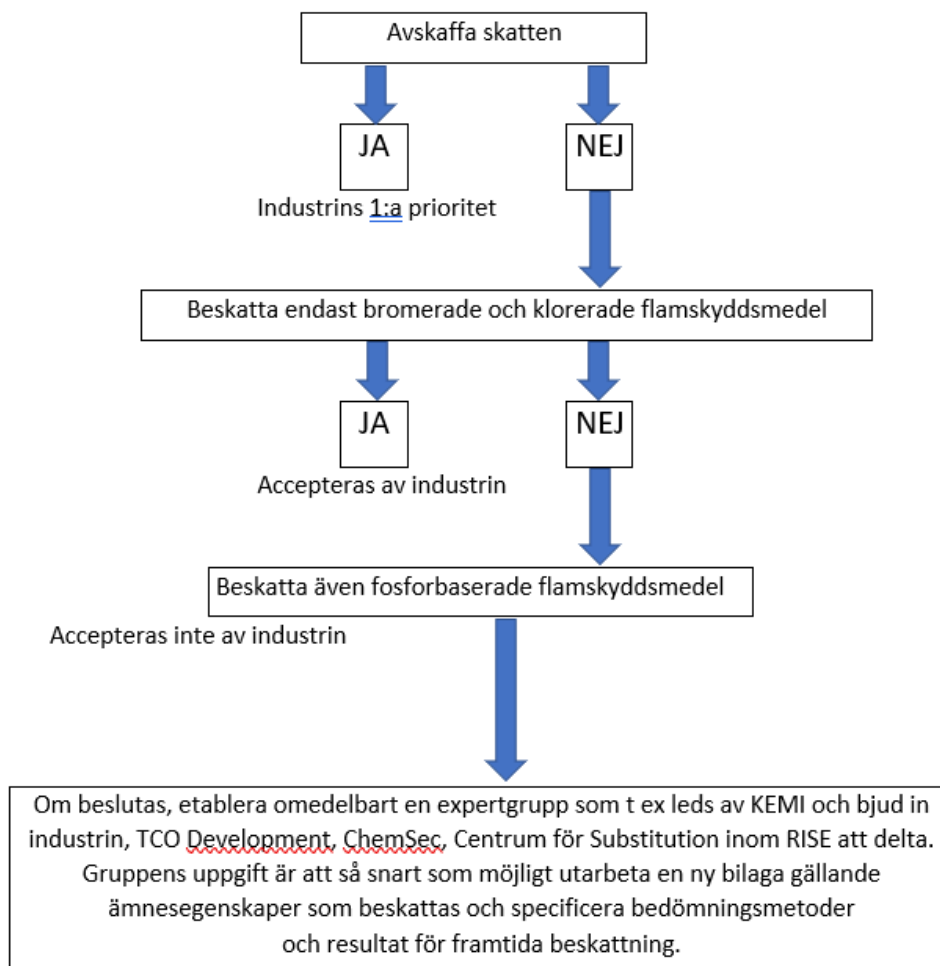 Avskaffa skatten
JA
NEJ
Industrins 1:a prioritet
Beskatta endast bromerade och klorerade flamskyddsmedel
JA
NEJ
Accepteras av industrin
Beskatta även fosforbaserade flamskyddsmedel
Accepteras inte av industrin
Om beslutas, etablera omedelbart en expertgrupp som t ex leds av KEMI och bjud in
industrin, TCO Development, ChemSec, Centrum för Substitution inom RISE att delta.
Gruppens uppgift är att så snart som möjligt utarbeta en ny bilaga gällande
ämnesegenskaper som beskattas och specificera bedömningsmetoder
och resultat för framtida beskattning.